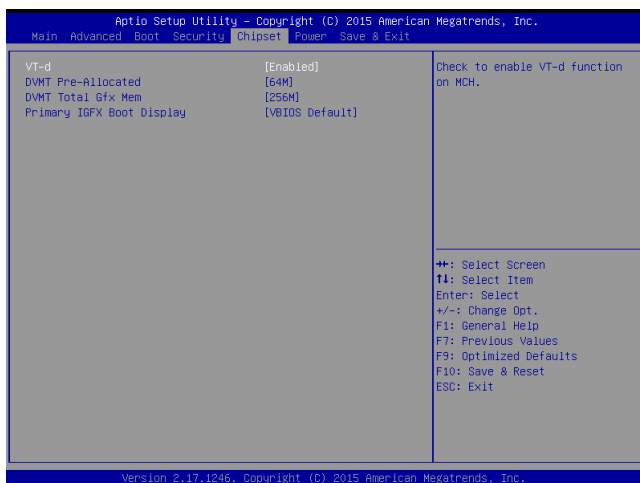 Aptio Setup Utility – Copyright (C) 2015 American Megatrends, Inc.
Main Advanced Boot Security Chipset Power Save & Exit
VT-d [Enabled]
DVMT Pre-Allocated [64M]
DVMT Total Gfx Mem [256M]
Primary IGFX Boot Display [VBIOS Default]
Check to enable VT-d function
on MCH.
→←: Select Screen
↑↓: Select Item
Enter: Select
+/-: Change Opt.
F1: General Help
F7: Previous Values
F9: Optimized Defaults
F10: Save & Reset
ESC: Exit
Version 2.17.1246. Copyright (C) 2015 American Megatrends, Inc.